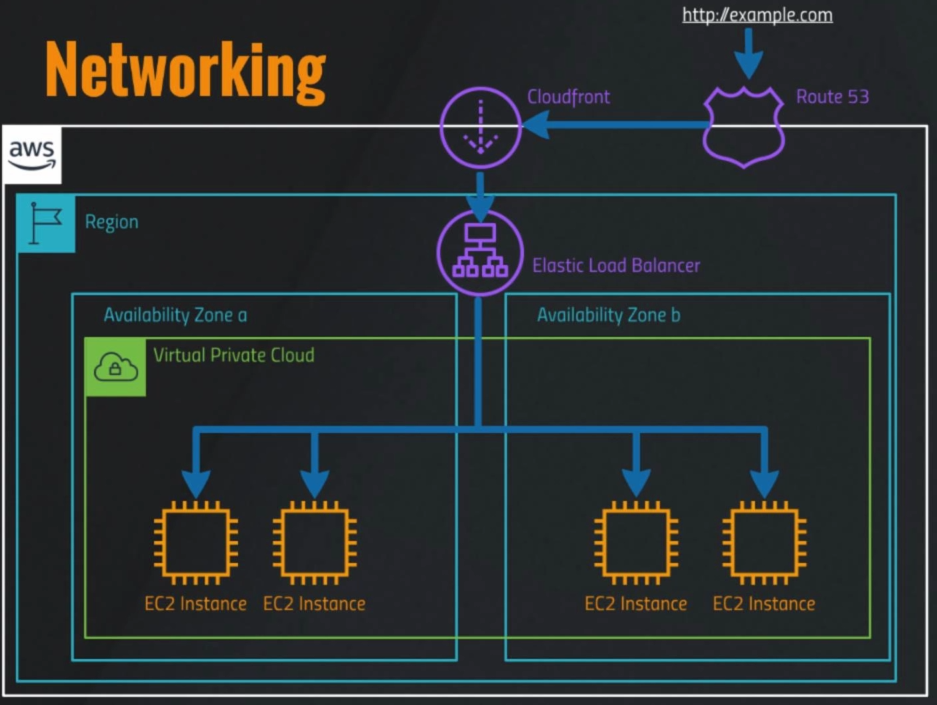 http://example.com
Networking
Cloudfront
Route 53
aws
Region
Elastic Load Balancer
Availability Zone a
Availability Zone b
Virtual Private Cloud
EC2 Instance
EC2 Instance
EC2 Instance
EC2 Instance